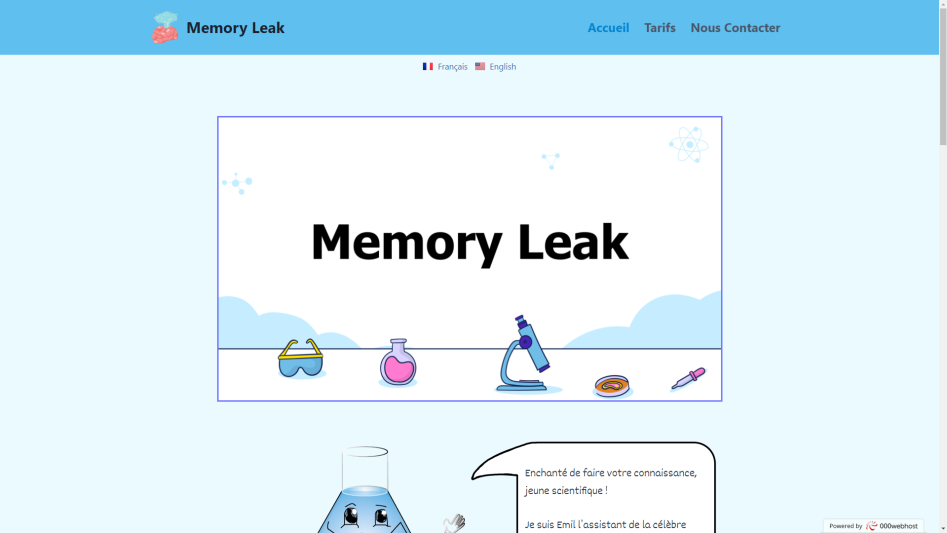 Memory Leak
Accueil Tarifs Nous Contacter
Français English
Memory Leak
Enchanté de faire votre connaissance,
jeune scientifique !
Je suis Emil l'assistant de la célèbre
Powered by 000webhost